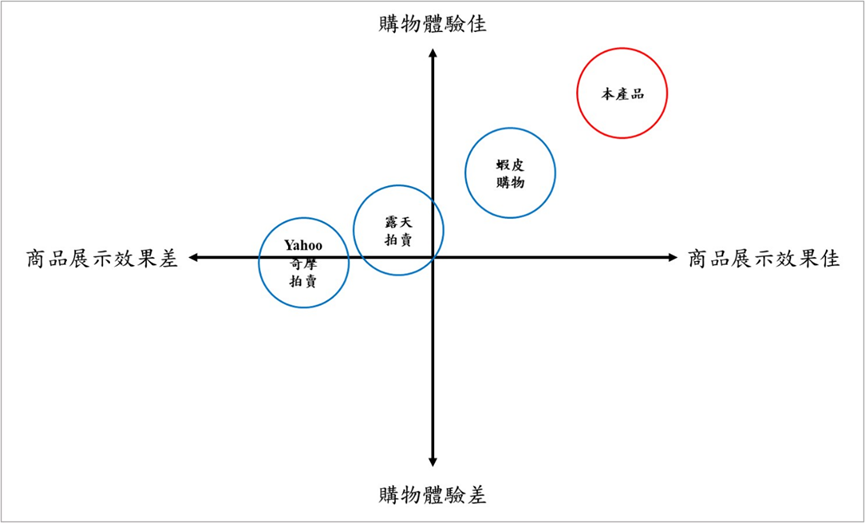 購物體驗佳
本產品
蝦皮
購物
露天
拍賣
Yahoo
奇摩
拍賣
商品展示效果差
商品展示效果佳
購物體驗差